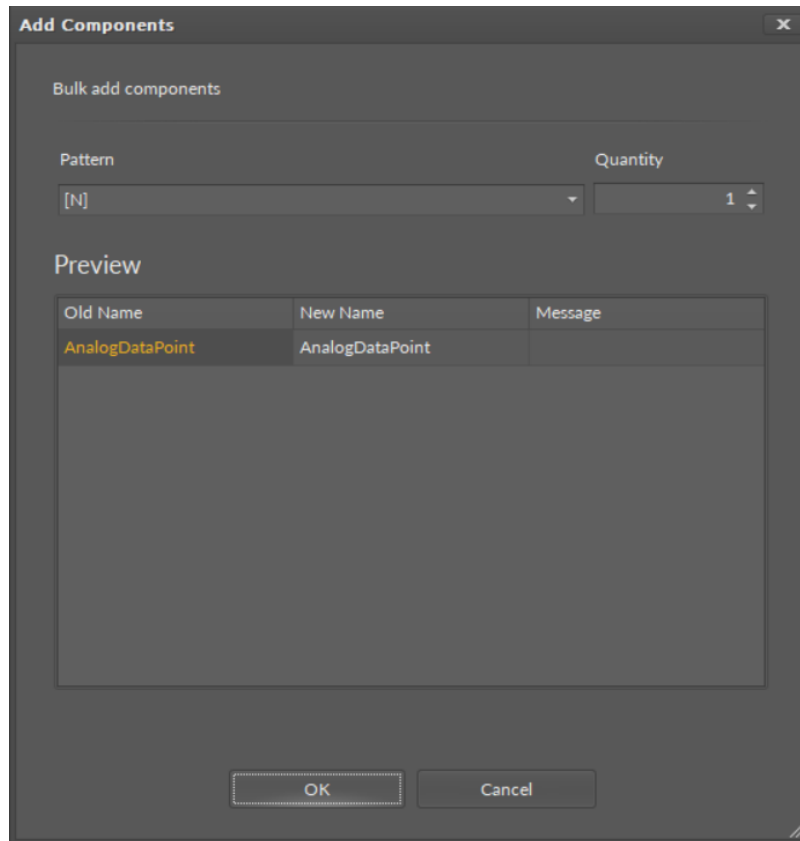 Add Components
Bulk add components
Pattern Quantity
[N] 1
Preview
Old Name New Name Message
AnalogDataPoint AnalogDataPoint
OK Cancel